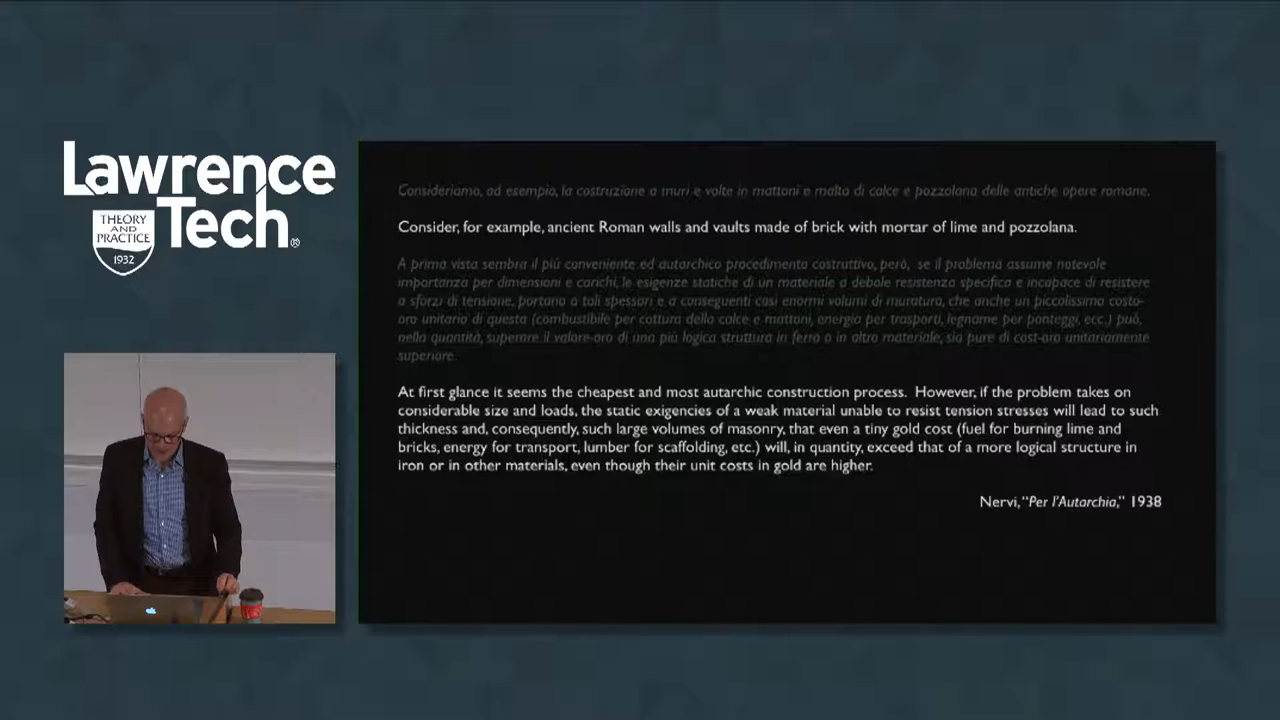 Lawrence
Tech®
THEORY
AND
PRACTICE
1932
Consideriamo, ad esempio, la costruzione a muri e volte in mattoni e malta di calce e pozzolana delle antiche opere romane.
Consider, for example, ancient Roman walls and vaults made of brick with mortar of lime and pozzolana.
A prima vista sembra il più conveniente ed autarchico procedimento costruttivo, però, se il problema assume notevole
importanza per dimensioni e carichi, le esigenze statiche di un materiale a debole resistenza specifica e incapace di resistere
a sforzi di tensione, portano a tali spessori e a conseguenti così enormi volumi di muratura, che anche un piccolissimo costo-
oro unitario di questa (combustibile per cottura della calce e mattoni, energia per trasporti, legname per ponteggi, ecc.) può,
nella quantità, superare il valore-oro di una più logica struttura in ferro o in altro materiale, sia pure di cost-oro unitariamente
superiore.
At first glance it seems the cheapest and most autarchic construction process. However, if the problem takes on
considerable size and loads, the static exigencies of a weak material unable to resist tension stresses will lead to such
thickness and, consequently, such large volumes of masonry, that even a tiny gold cost (fuel for burning lime and
bricks, energy for transport, lumber for scaffolding, etc.) will, in quantity, exceed that of a more logical structure in
iron or in other materials, even though their unit costs in gold are higher.
Nervi, “Per l’Autarchia,” 1938